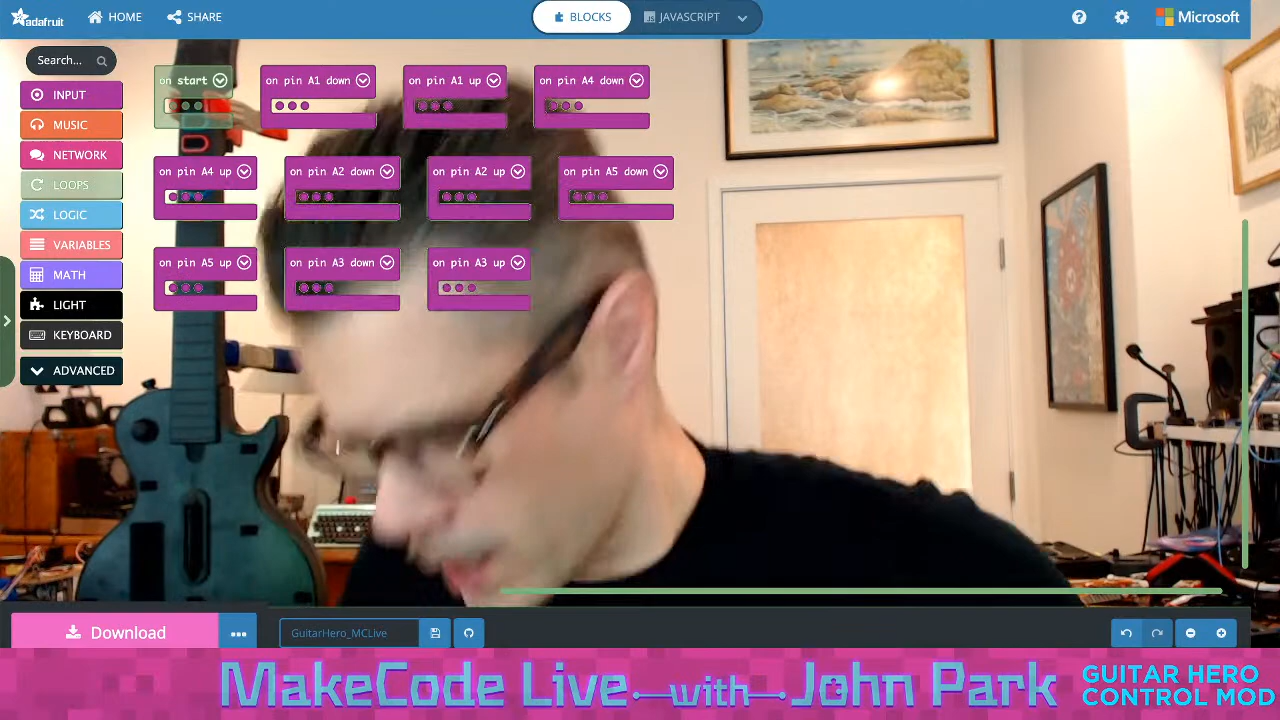 adafruit HOME SHARE BLOCKS JAVASCRIPT ? Microsoft
Search...
INPUT
MUSIC
NETWORK
LOOPS
LOGIC
VARIABLES
MATH
LIGHT
KEYBOARD
ADVANCED
on start on pin A1 down on pin A1 up on pin A4 down
on pin A4 up on pin A2 down on pin A2 up on pin A5 down
on pin A5 up on pin A3 down on pin A3 up
Download ... GuitarHero_MCLive
MakeCode Live with John Park
GUITAR HERO
CONTROL MOD